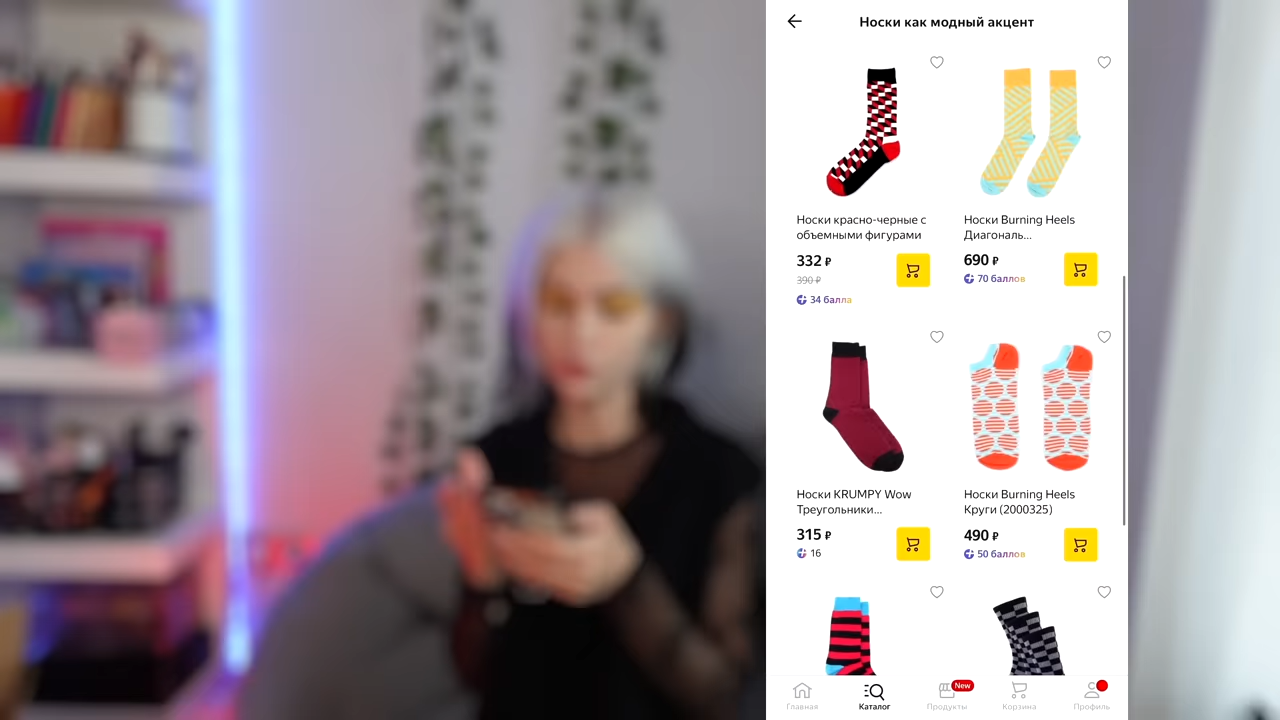 Носки как модный акцент
Носки красно-черные с
объемными фигурами
332 ₽
390 ₽
34 балла
Носки Burning Heels
Диагональ...
690 ₽
70 баллов
Носки KRUMPY Wow
Треугольники...
315 ₽
16
Носки Burning Heels
Круги (2000325)
490 ₽
50 баллов
New
Главная
Каталог
Продукты
Корзина
Профиль